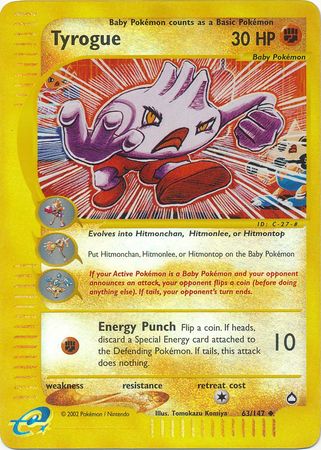 Baby Pokémon counts as a Basic Pokémon
Tyrogue
30 HP
Baby Pokémon
ID: C-27-#
Evolves into Hitmonchan, Hitmonlee, or Hitmontop
Put Hitmonchan, Hitmonlee, or Hitmontop on the Baby Pokémon
If your Active Pokémon is a Baby Pokémon and your opponent
announces an attack, your opponent flips a coin (before doing
anything else). If tails, your opponent's turn ends.
Energy Punch Flip a coin. If heads,
discard a Special Energy card attached to
the Defending Pokémon. If tails, this attack
does nothing.
10
weakness
resistance
retreat cost
e
© 2002 Pokémon / Nintendo
Illus. Tomokazu Komiya
63/147